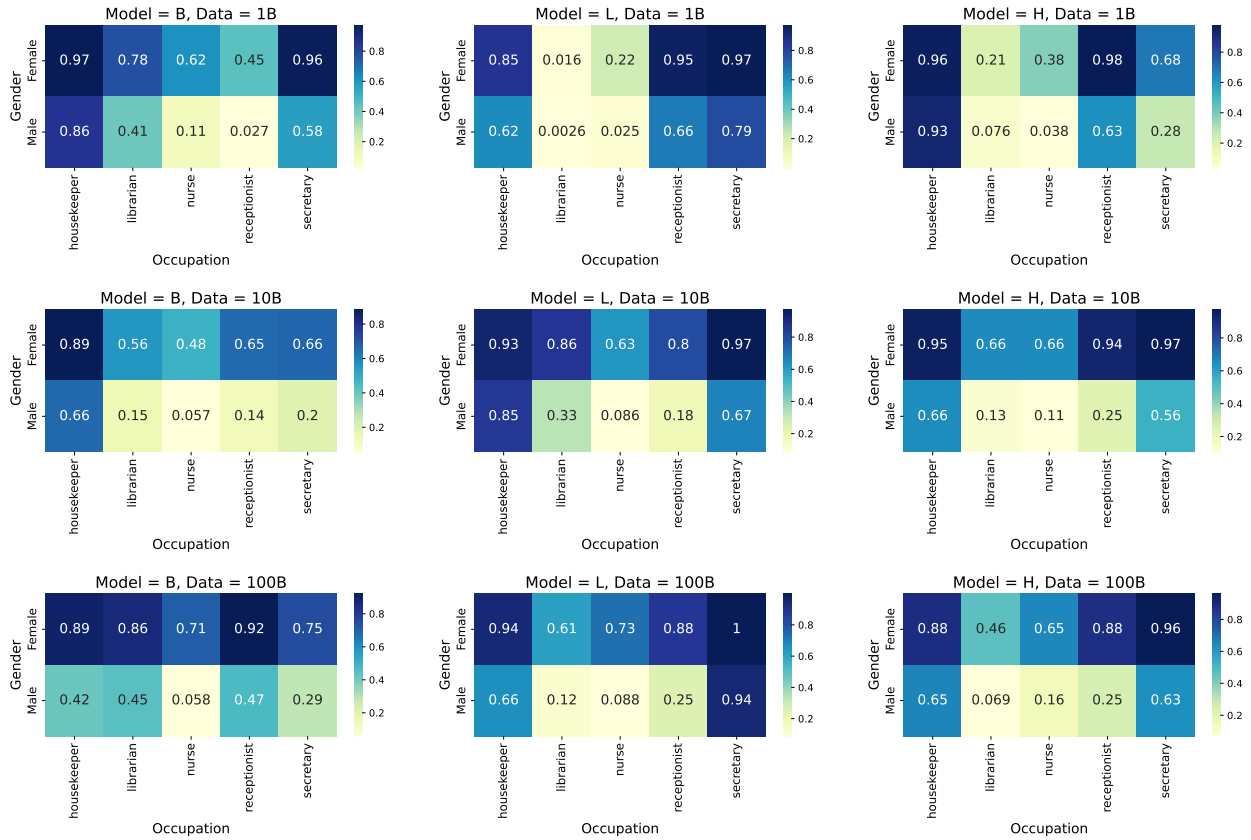 Model = B, Data = 1B
Gender
Female
Male
0.97 0.78 0.62 0.45 0.96
0.86 0.41 0.11 0.027 0.58
0.8
0.6
0.4
0.2
housekeeper
librarian
nurse
receptionist
secretary
Occupation
Model = L, Data = 1B
Gender
Female
Male
0.85 0.016 0.22 0.95 0.97
0.62 0.0026 0.025 0.66 0.79
0.8
0.6
0.4
0.2
housekeeper
librarian
nurse
receptionist
secretary
Occupation
Model = H, Data = 1B
Gender
Female
Male
0.96 0.21 0.38 0.98 0.68
0.93 0.076 0.038 0.63 0.28
0.8
0.6
0.4
0.2
housekeeper
librarian
nurse
receptionist
secretary
Occupation
Model = B, Data = 10B
Gender
Female
Male
0.89 0.56 0.48 0.65 0.66
0.66 0.15 0.057 0.14 0.2
0.8
0.6
0.4
0.2
housekeeper
librarian
nurse
receptionist
secretary
Occupation
Model = L, Data = 10B
Gender
Female
Male
0.93 0.86 0.63 0.8 0.97
0.85 0.33 0.086 0.18 0.67
0.8
0.6
0.4
0.2
housekeeper
librarian
nurse
receptionist
secretary
Occupation
Model = H, Data = 10B
Gender
Female
Male
0.95 0.66 0.66 0.94 0.97
0.66 0.13 0.11 0.25 0.56
0.8
0.6
0.4
0.2
housekeeper
librarian
nurse
receptionist
secretary
Occupation
Model = B, Data = 100B
Gender
Female
Male
0.89 0.86 0.71 0.92 0.75
0.42 0.45 0.058 0.47 0.29
0.8
0.6
0.4
0.2
housekeeper
librarian
nurse
receptionist
secretary
Occupation
Model = L, Data = 100B
Gender
Female
Male
0.94 0.61 0.73 0.88 1
0.66 0.12 0.088 0.25 0.94
0.8
0.6
0.4
0.2
housekeeper
librarian
nurse
receptionist
secretary
Occupation
Model = H, Data = 100B
Gender
Female
Male
0.88 0.46 0.65 0.88 0.96
0.65 0.069 0.16 0.25 0.63
0.8
0.6
0.4
0.2
housekeeper
librarian
nurse
receptionist
secretary
Occupation